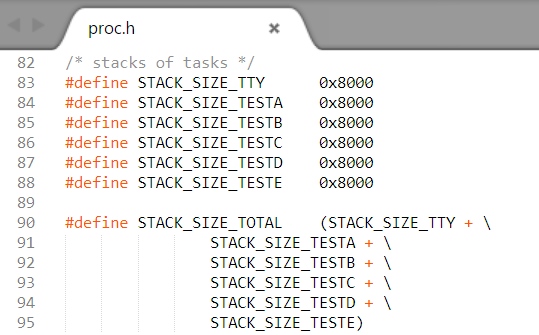 proc.h
82 /* stacks of tasks */
83 #define STACK_SIZE_TTY 0x8000
84 #define STACK_SIZE_TESTA 0x8000
85 #define STACK_SIZE_TESTB 0x8000
86 #define STACK_SIZE_TESTC 0x8000
87 #define STACK_SIZE_TESTD 0x8000
88 #define STACK_SIZE_TESTE 0x8000
89
90 #define STACK_SIZE_TOTAL (STACK_SIZE_TTY + \
91 STACK_SIZE_TESTA + \
92 STACK_SIZE_TESTB + \
93 STACK_SIZE_TESTC + \
94 STACK_SIZE_TESTD + \
95 STACK_SIZE_TESTE)